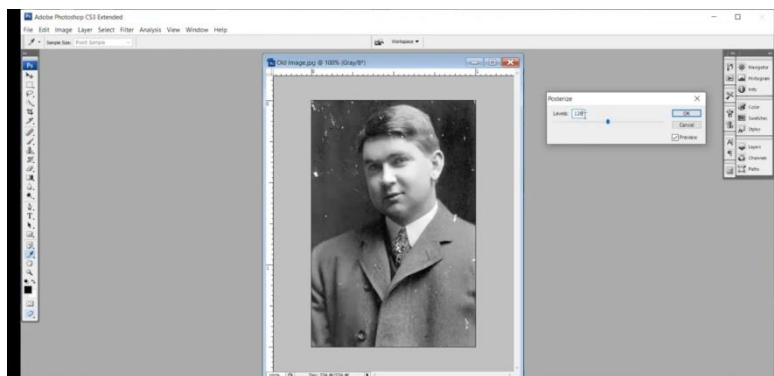 Adobe Photoshop CS3 Extended
File Edit Image Layer Select Filter Analysis View Window Help
Sample Size: Point Sample
Workspace
Ps
Old Image.jpg @ 100% (Gray/8*)
Posterize
Levels:
OK
Cancel
Preview
Navigator
Histogram
Info
Color
Swatches
Styles
Layers
Channels
Paths